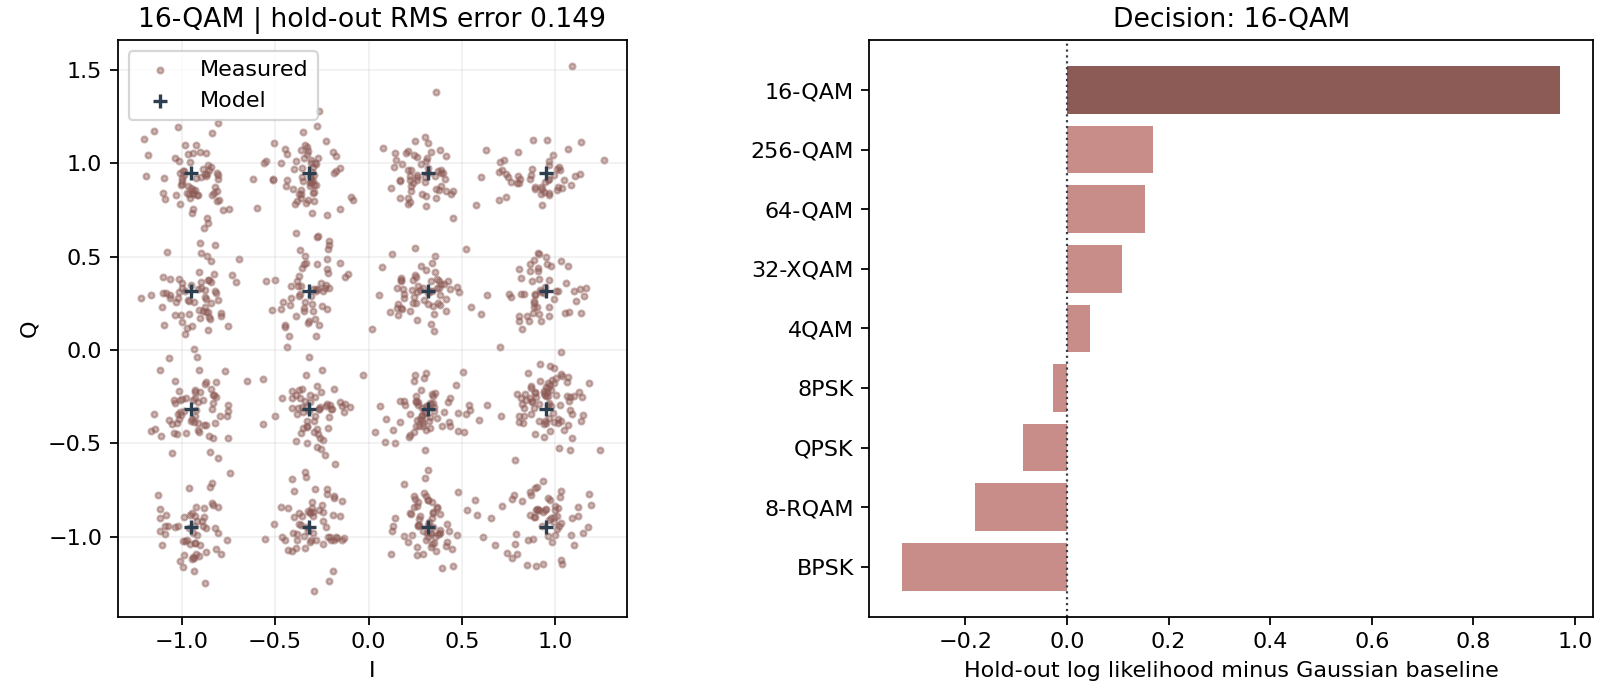 16-QAM | hold-out RMS error 0.149
Measured
Model
1.5
1.0
0.5
0.0
−0.5
−1.0
Q
−1.0 −0.5 0.0 0.5 1.0
I
Decision: 16-QAM
16-QAM
256-QAM
64-QAM
32-XQAM
4QAM
8PSK
QPSK
8-RQAM
BPSK
−0.2 0.0 0.2 0.4 0.6 0.8 1.0
Hold-out log likelihood minus Gaussian baseline